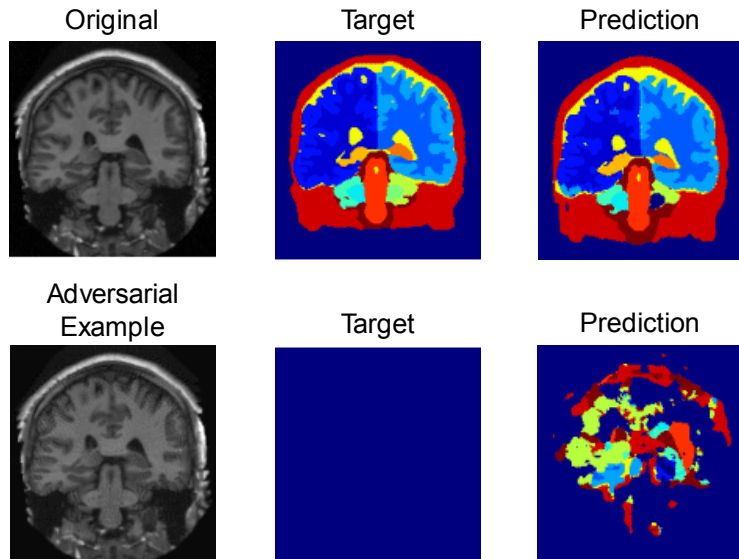 Original
Target
Prediction
Adversarial
Example
Target
Prediction